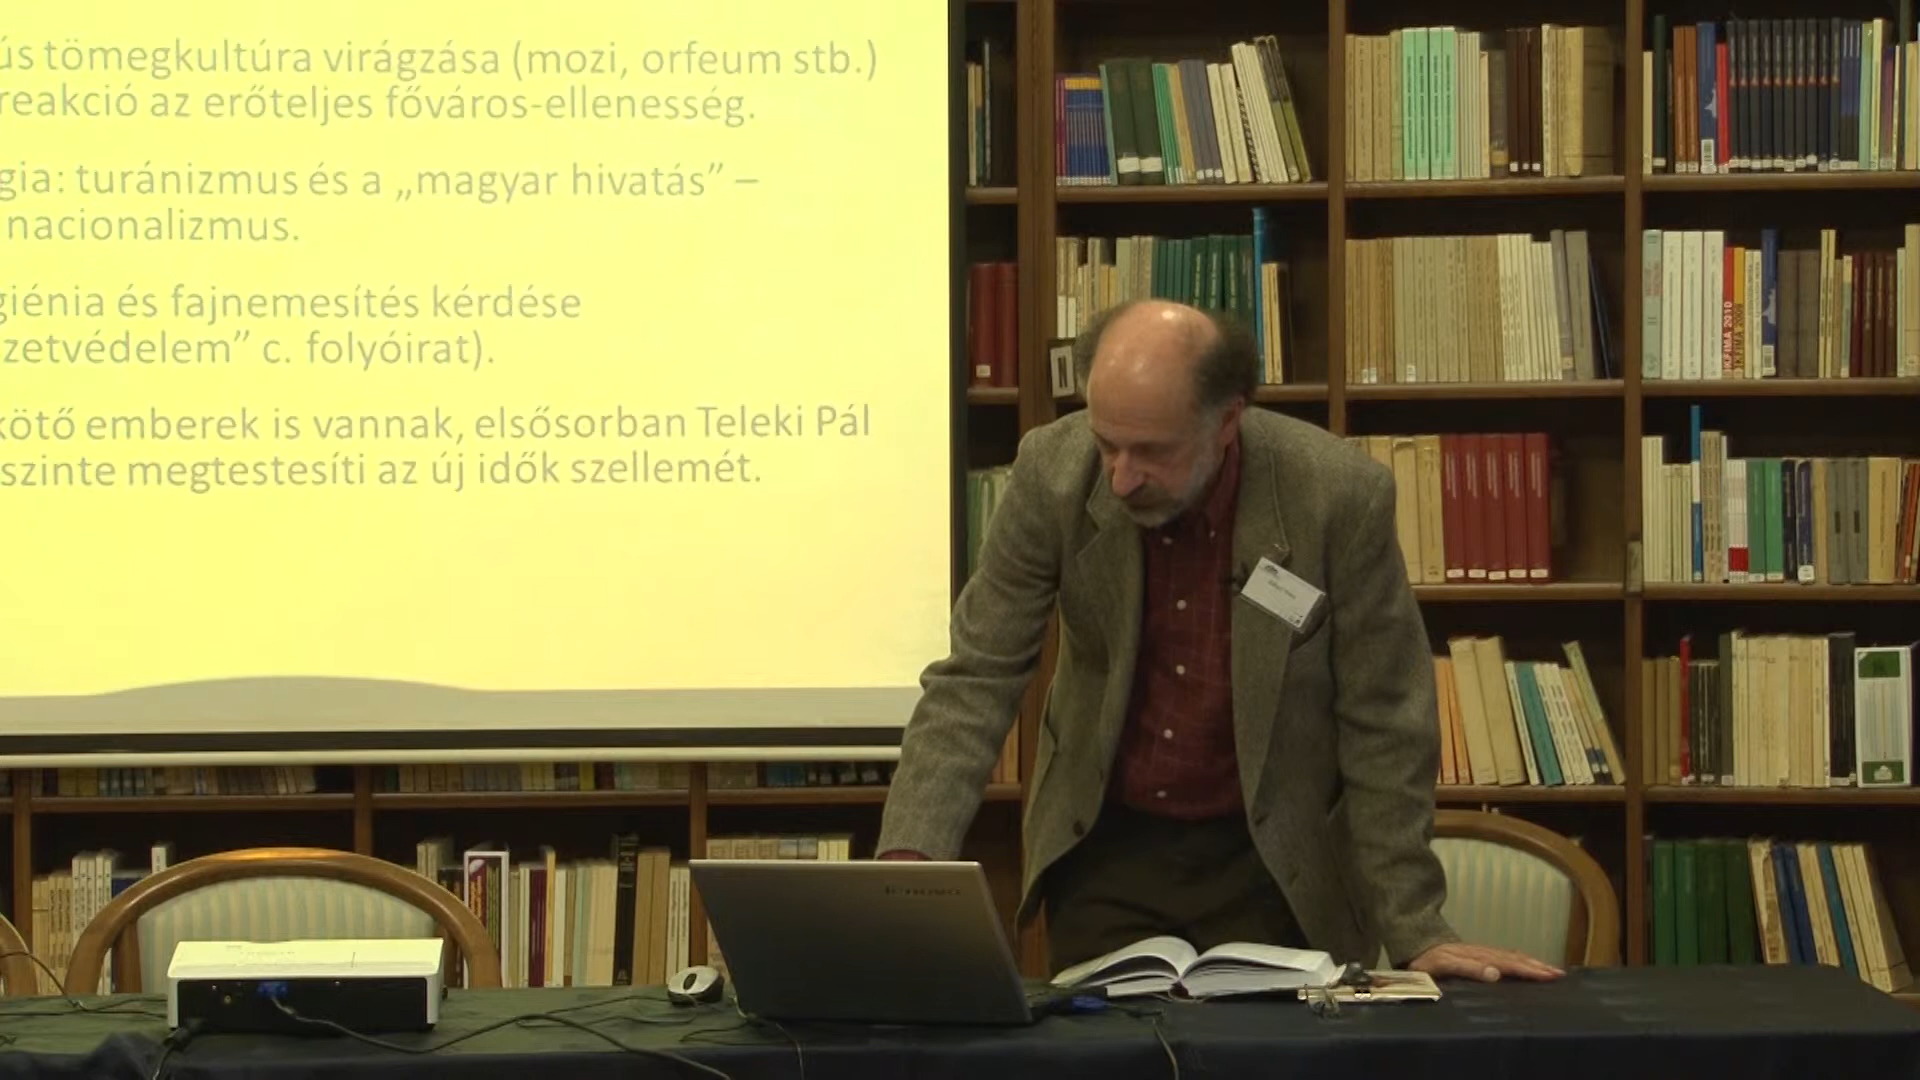 ús tömegkultúra virágzása (mozi, orfeum stb.)
reakció az erőteljes főváros-ellenesség.
gia: turánizmus és a „magyar hivatás” –
nacionalizmus.
giénia és fajnemesítés kérdése
zetvédelem” c. folyóirat).
kötő emberek is vannak, elsősorban Teleki Pál
szinte megtestesíti az új idők szellemét.
lenovo